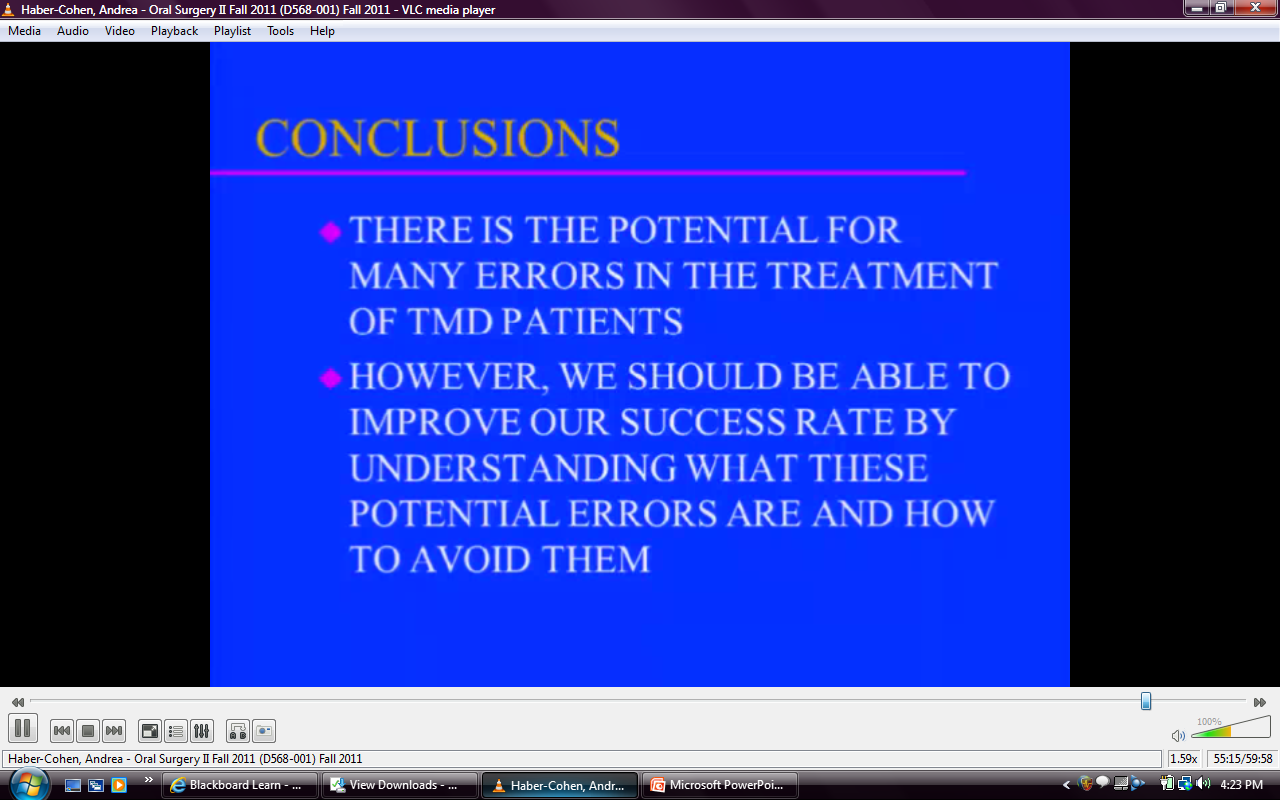 Haber-Cohen, Andrea - Oral Surgery II Fall 2011 (D568-001) Fall 2011 - VLC media player
Media Audio Video Playback Playlist Tools Help
CONCLUSIONS
THERE IS THE POTENTIAL FOR
MANY ERRORS IN THE TREATMENT
OF TMD PATIENTS
HOWEVER, WE SHOULD BE ABLE TO
IMPROVE OUR SUCCESS RATE BY
UNDERSTANDING WHAT THESE
POTENTIAL ERRORS ARE AND HOW
TO AVOID THEM
100%
Haber-Cohen, Andrea - Oral Surgery II Fall 2011 (D568-001) Fall 2011 1.59x 55:15/59:58
Blackboard Learn - ... View Downloads - ... Haber-Cohen, Andr... Microsoft PowerPoi... 4:23 PM